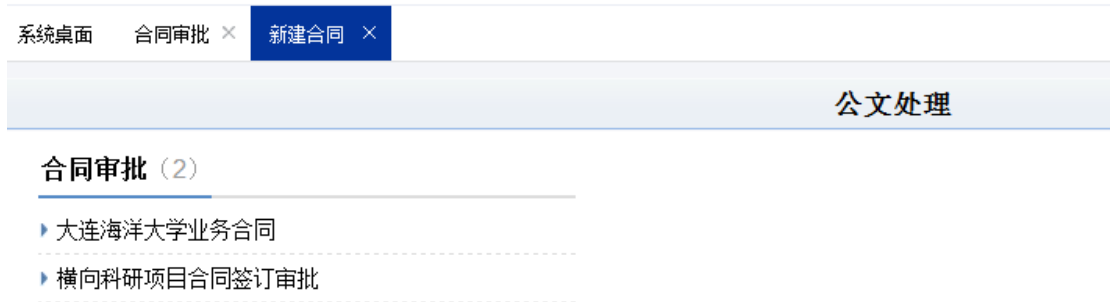 系统桌面 合同审批 × 新建合同 ×
公文处理
合同审批（2）
大连海洋大学业务合同
横向科研项目合同签订审批